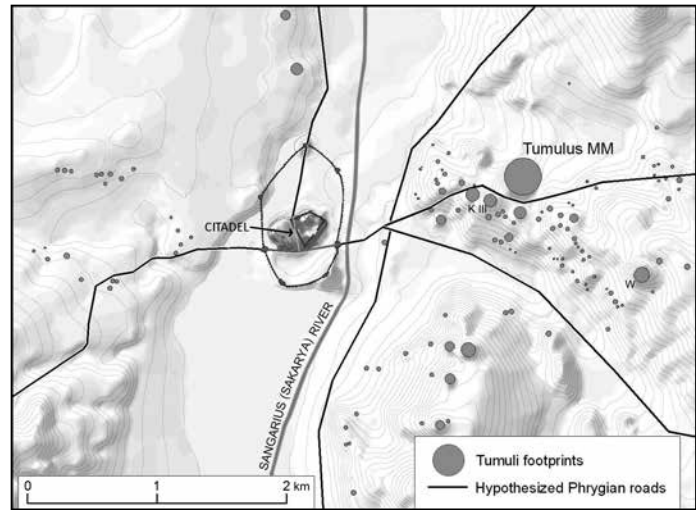 Tumulus MM
K III
CITADEL
W
SANGARIUS (SAKARYA) RIVER
Tumuli footprints
Hypothesized Phrygian roads
0 1 2 km